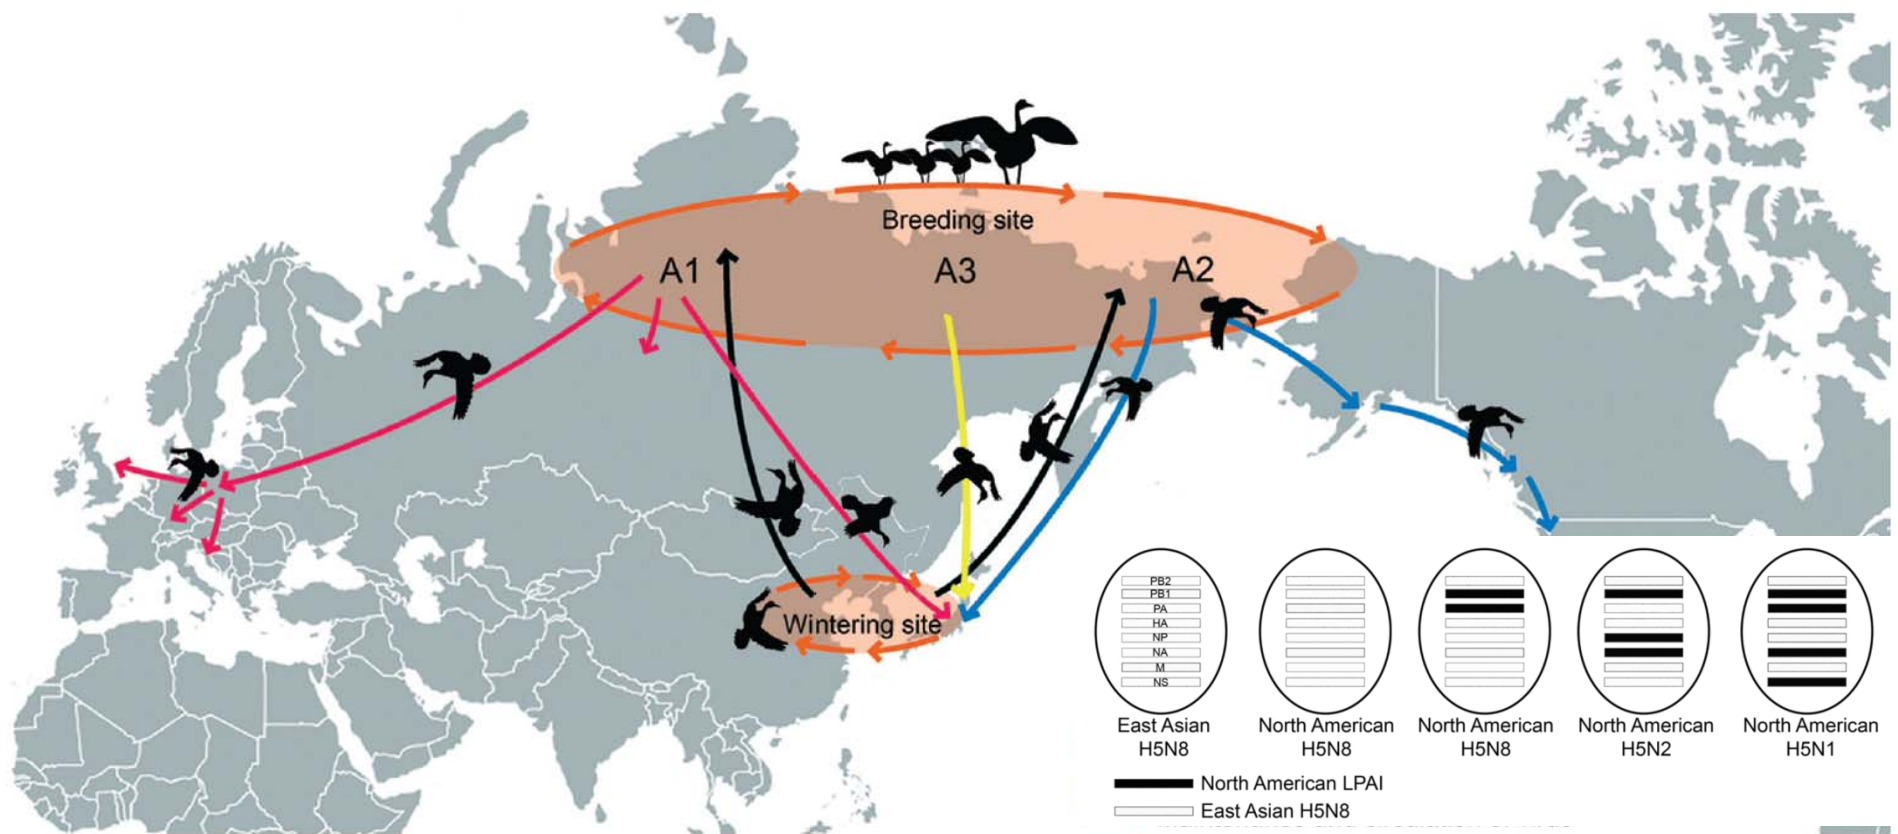 Breeding site
A1
A3
A2
Wintering site
PB2
PB1
PA
HA
NP
NA
M
NS
East Asian
H5N8
North American
H5N8
North American
H5N8
North American
H5N2
North American
H5N1
North American LPAI
East Asian H5N8